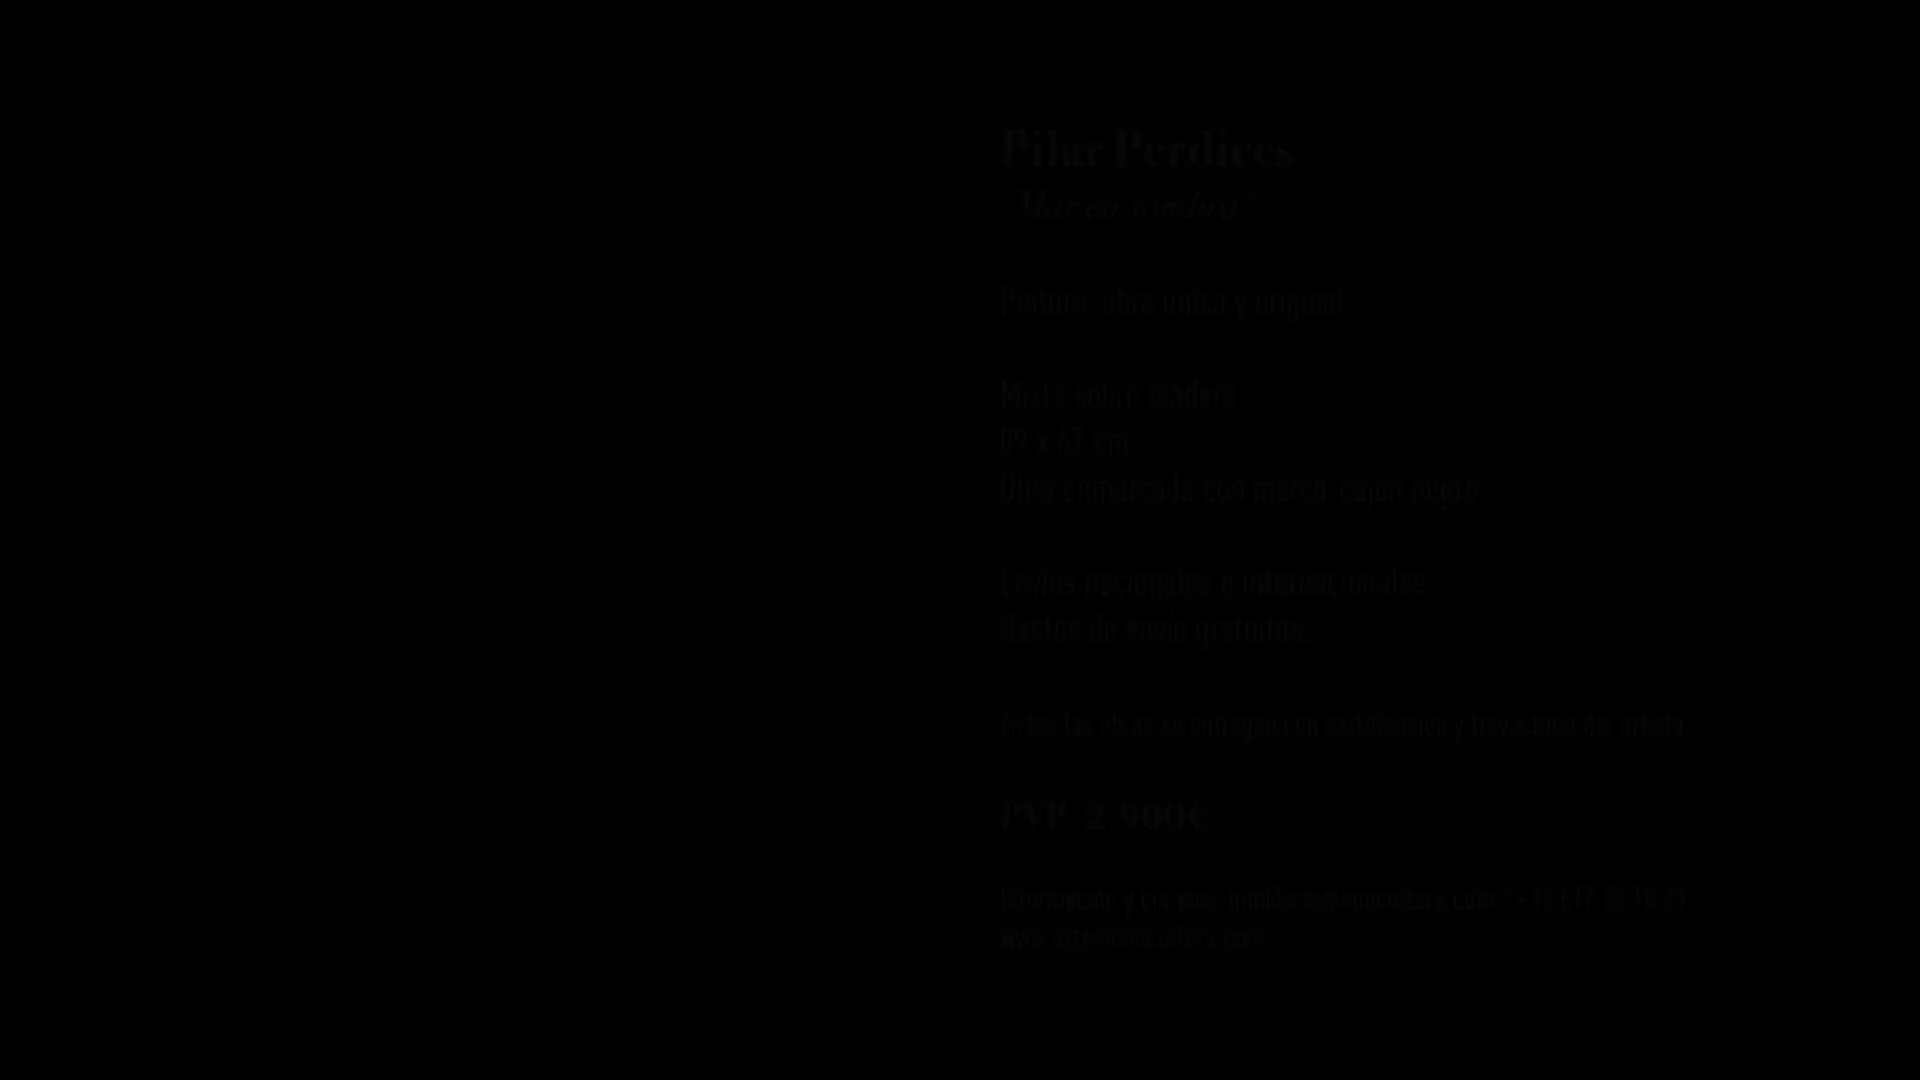 Pilar Perdices
"Mar en sombra"
Pintura, obra única y original.
Mixta sobre madera
89 x 67 cm
Obra enmarcada con marco-cajón negro.
Envíos nacionales e internacionales.
Gastos de envío gratuitos.
Todas las obras se entregan con certificado y trayectoria del artista.
PVP. 2.900€
Información y compra: